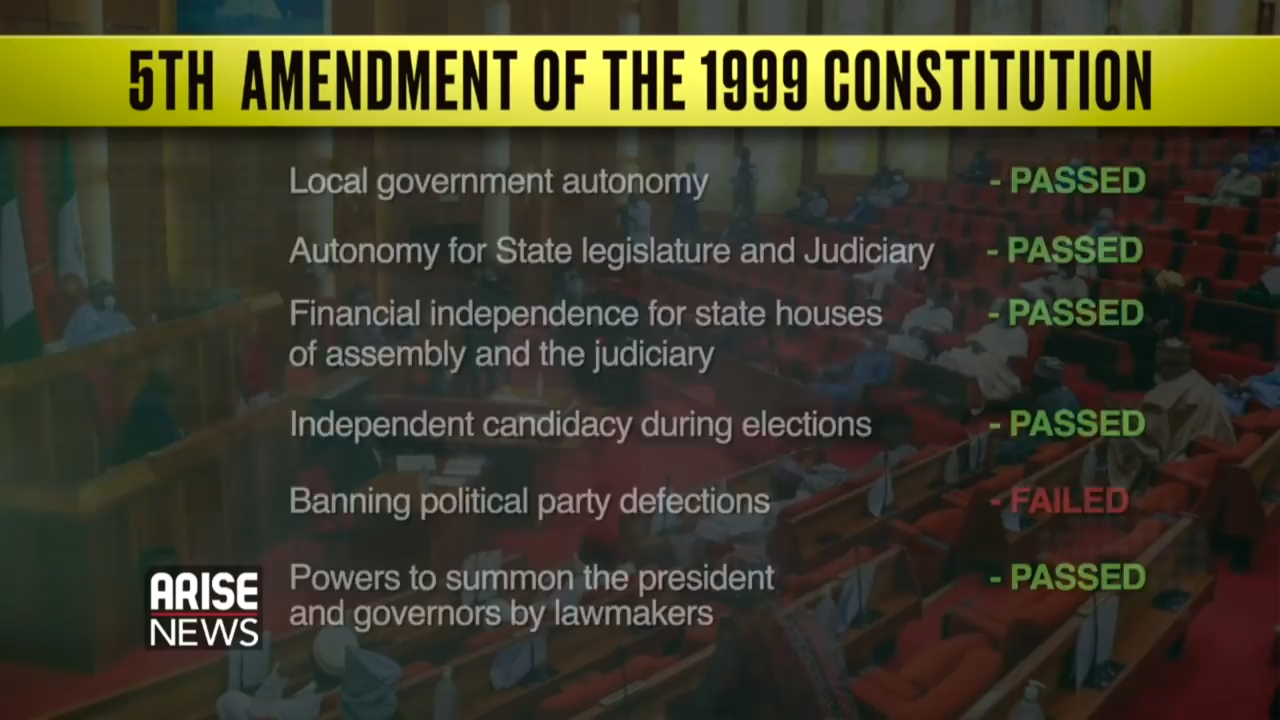 5TH AMENDMENT OF THE 1999 CONSTITUTION
Local government autonomy - PASSED
Autonomy for State legislature and Judiciary - PASSED
Financial independence for state houses - PASSED
of assembly and the judiciary
Independent candidacy during elections - PASSED
Banning political party defections - FAILED
Powers to summon the president - PASSED
and governors by lawmakers
ARISE
NEWS